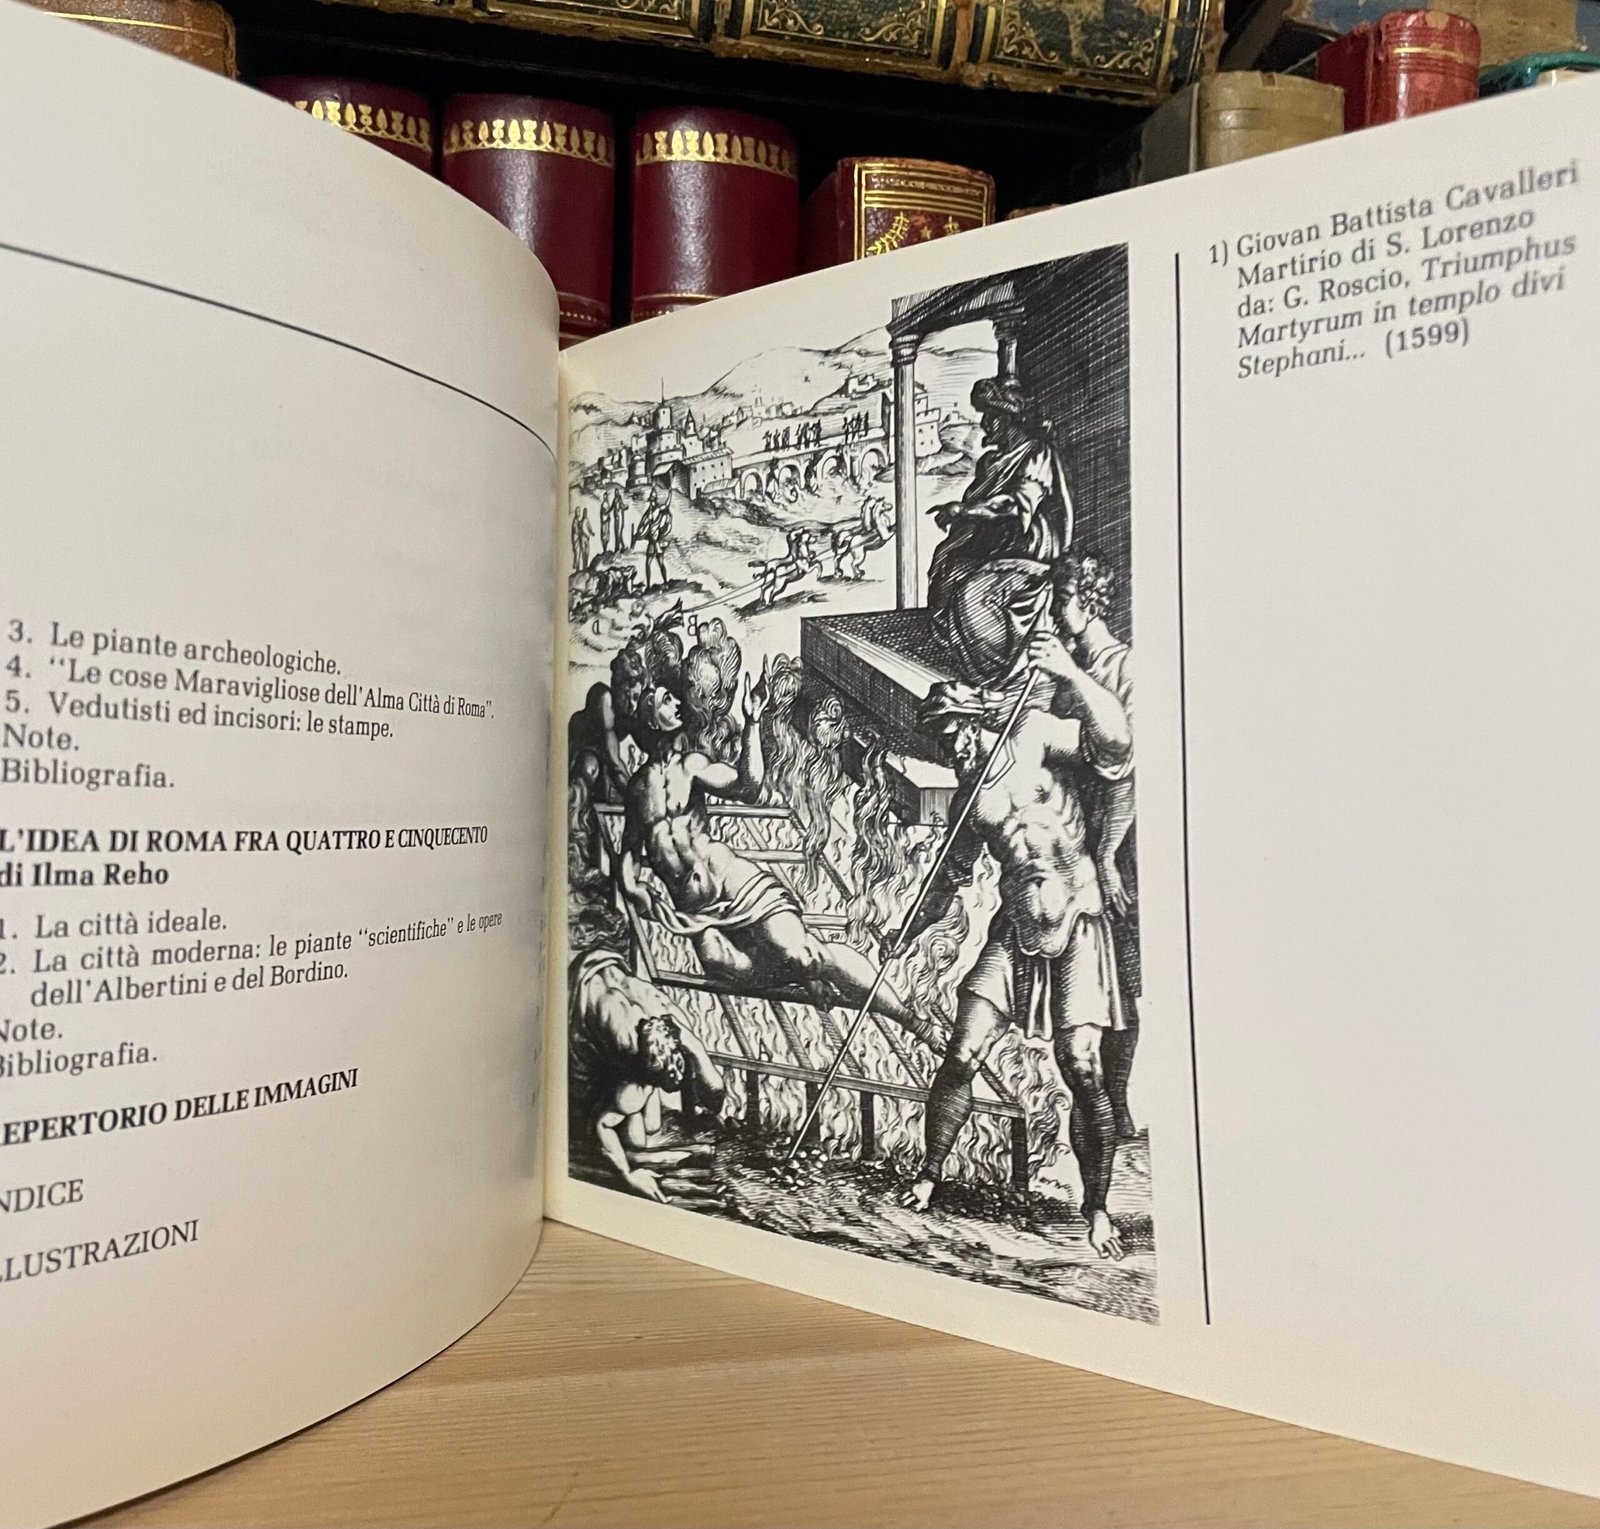 3. Le piante archeologiche.
4. "Le cose Maravigliose dell'Alma Città di Roma".
5. Vedutisti ed incisori: le stampe.
Note.
Bibliografia.
L'IDEA DI ROMA FRA QUATTRO E CINQUECENTO
di Ilma Reho
1. La città ideale.
2. La città moderna: le piante "scientifiche" e le opere
dell'Albertini e del Bordino.
Note.
Bibliografia.
REPERTORIO DELLE IMMAGINI
INDICE
ILLUSTRAZIONI
1) Giovan Battista Cavalleri
Martirio di S. Lorenzo
da: G. Roscio, Triumphus
Martyrum in templo divi
Stephani... (1599)
D
B
A